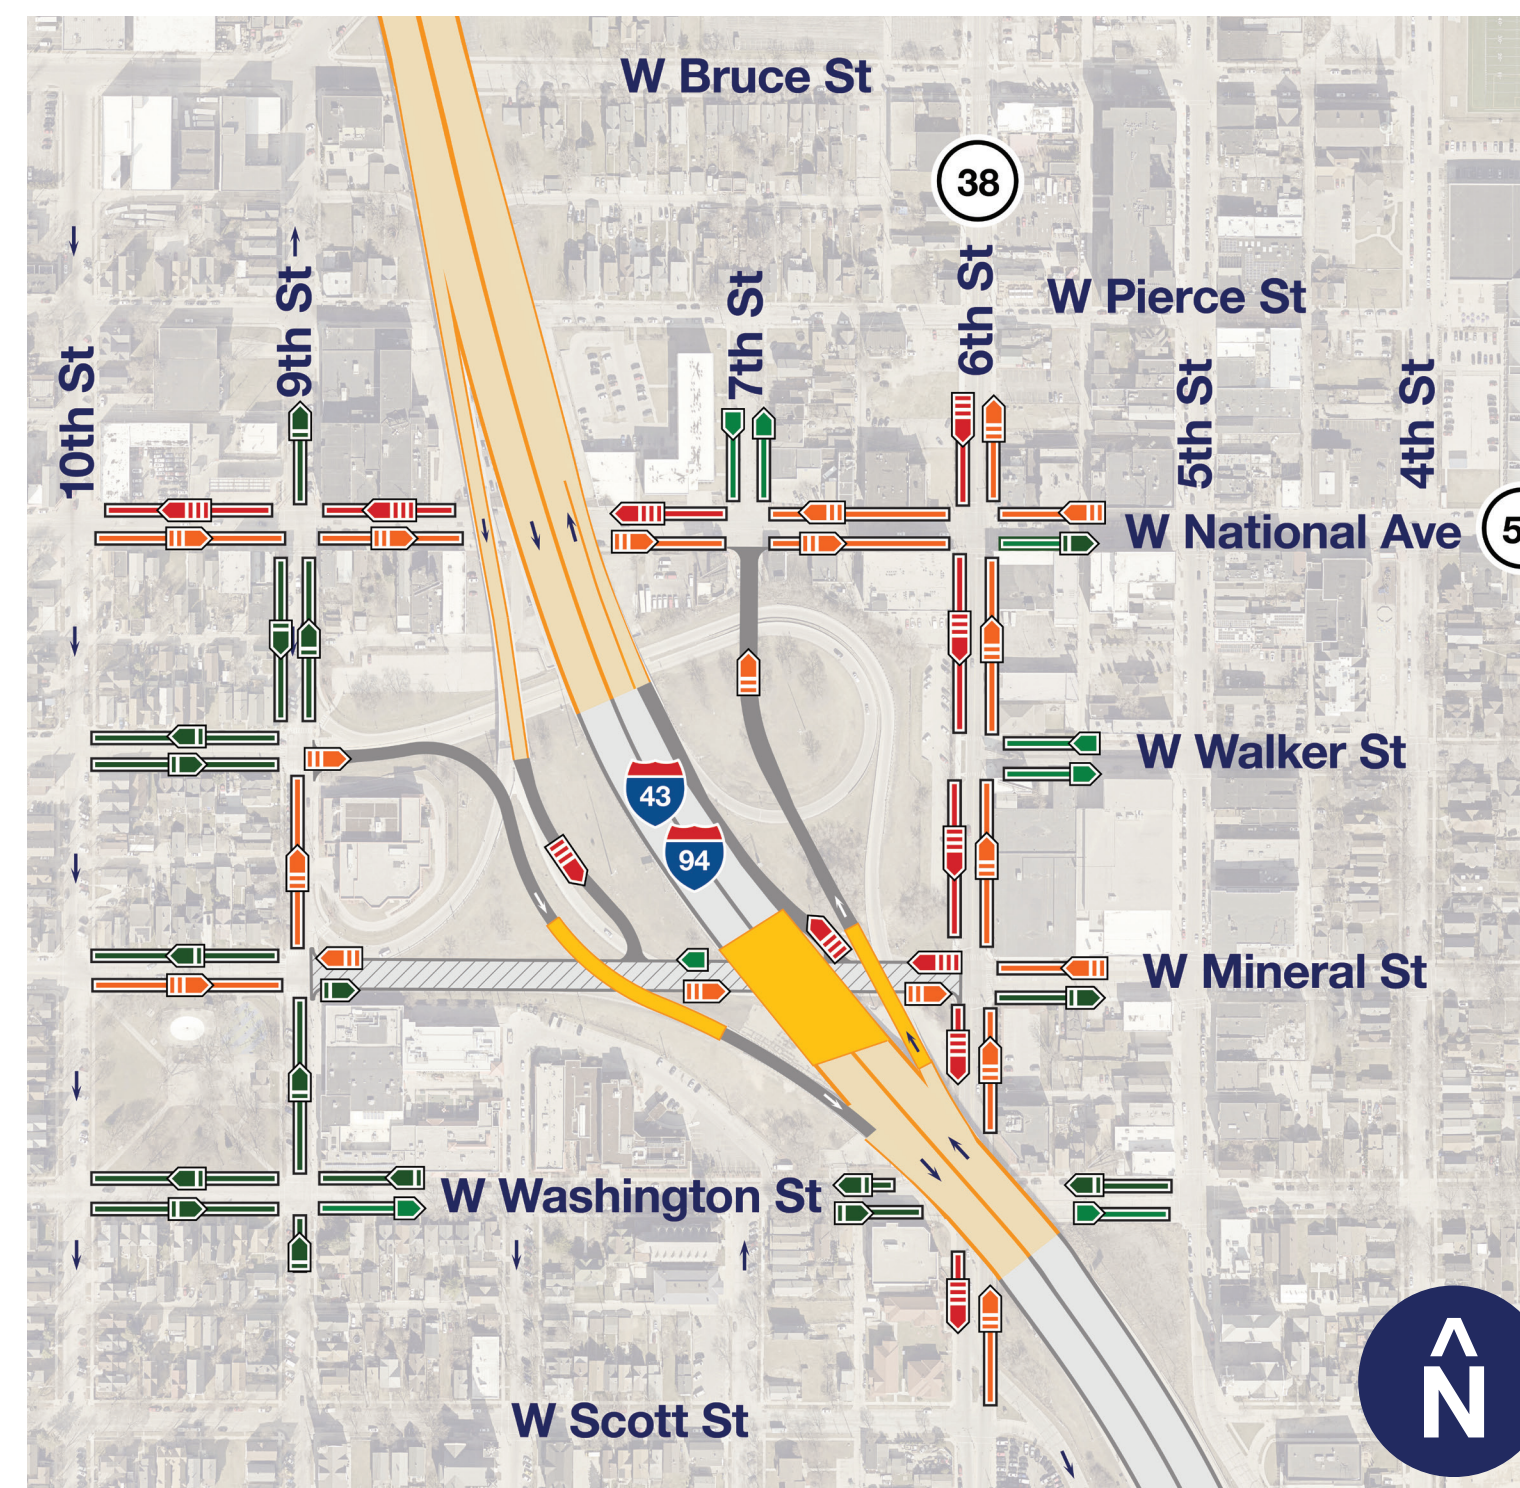 W Bruce St
38
6th St
W Pierce St
9th St
7th St
10th St
5th St
4th St
W National Ave
5
W Walker St
43
94
W Mineral St
W Washington St
W Scott St
N